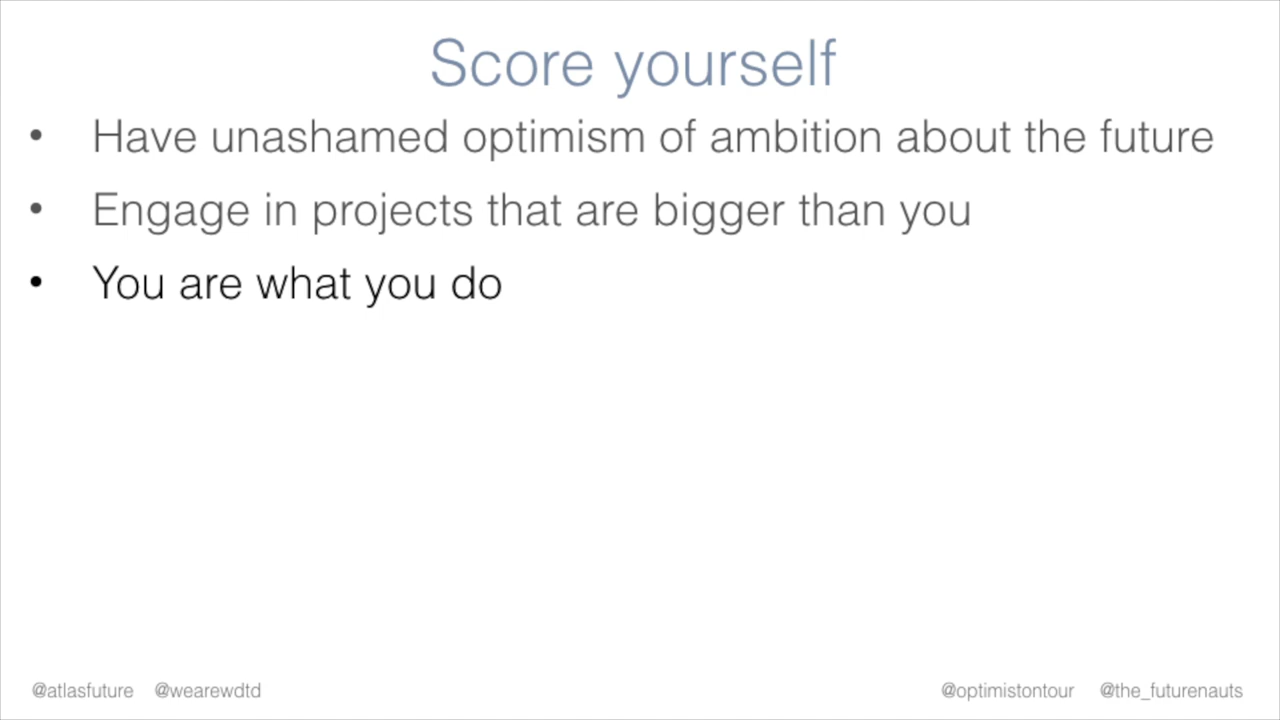 Score yourself
• Have unashamed optimism of ambition about the future
• Engage in projects that are bigger than you
• You are what you do
@atlasfuture @wearewdtd @optimistontour @the_futurenauts